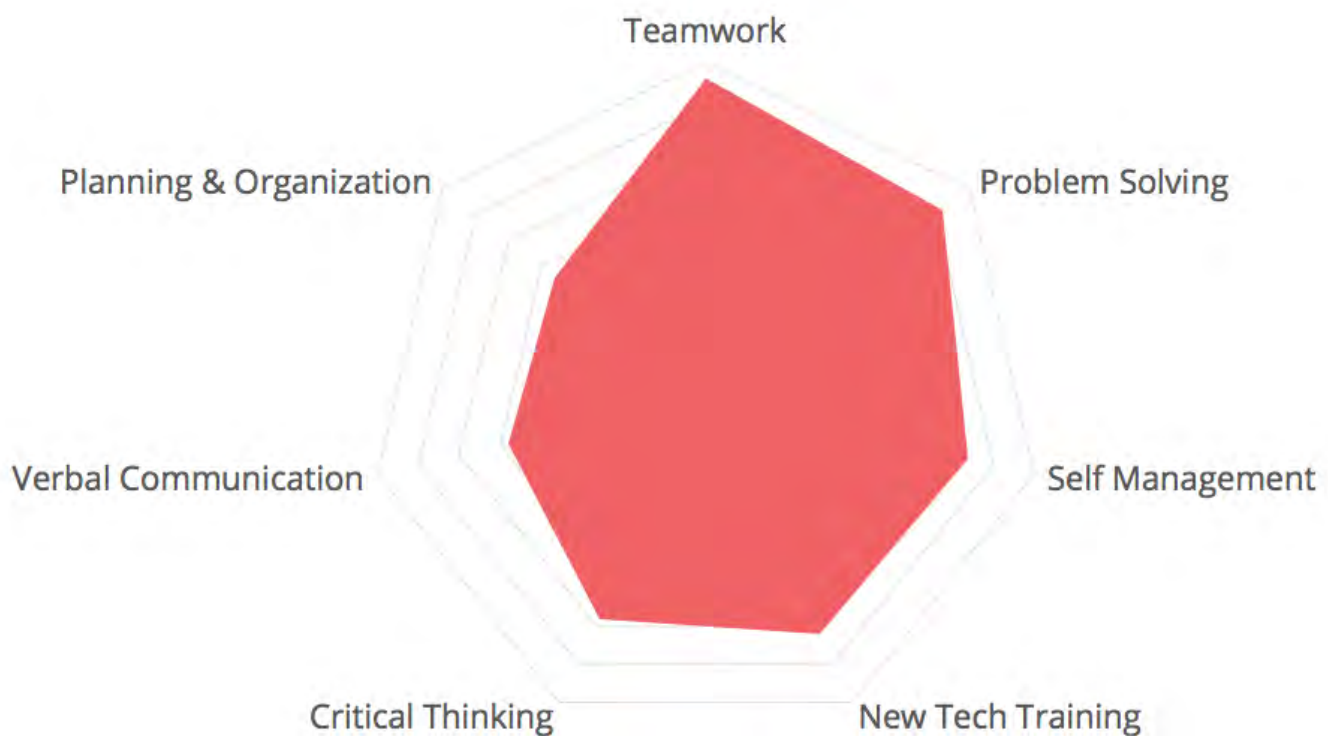 Teamwork
Planning & Organization
Problem Solving
Verbal Communication
Self Management
Critical Thinking
New Tech Training